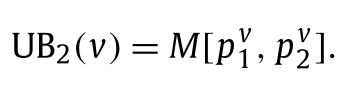 UB₂(ν) = M[p₁^ν, p₂^ν].